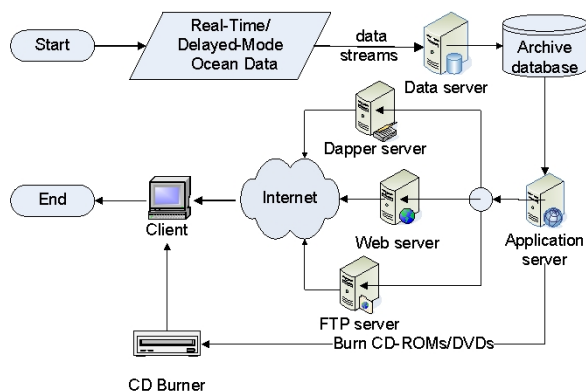 Start
Real-Time/
Delayed-Mode
Ocean Data
data
streams
Data server
Archive
database
Dapper server
End
Client
Internet
Web server
Application
server
FTP server
Burn CD-ROMs/DVDs
CD Burner